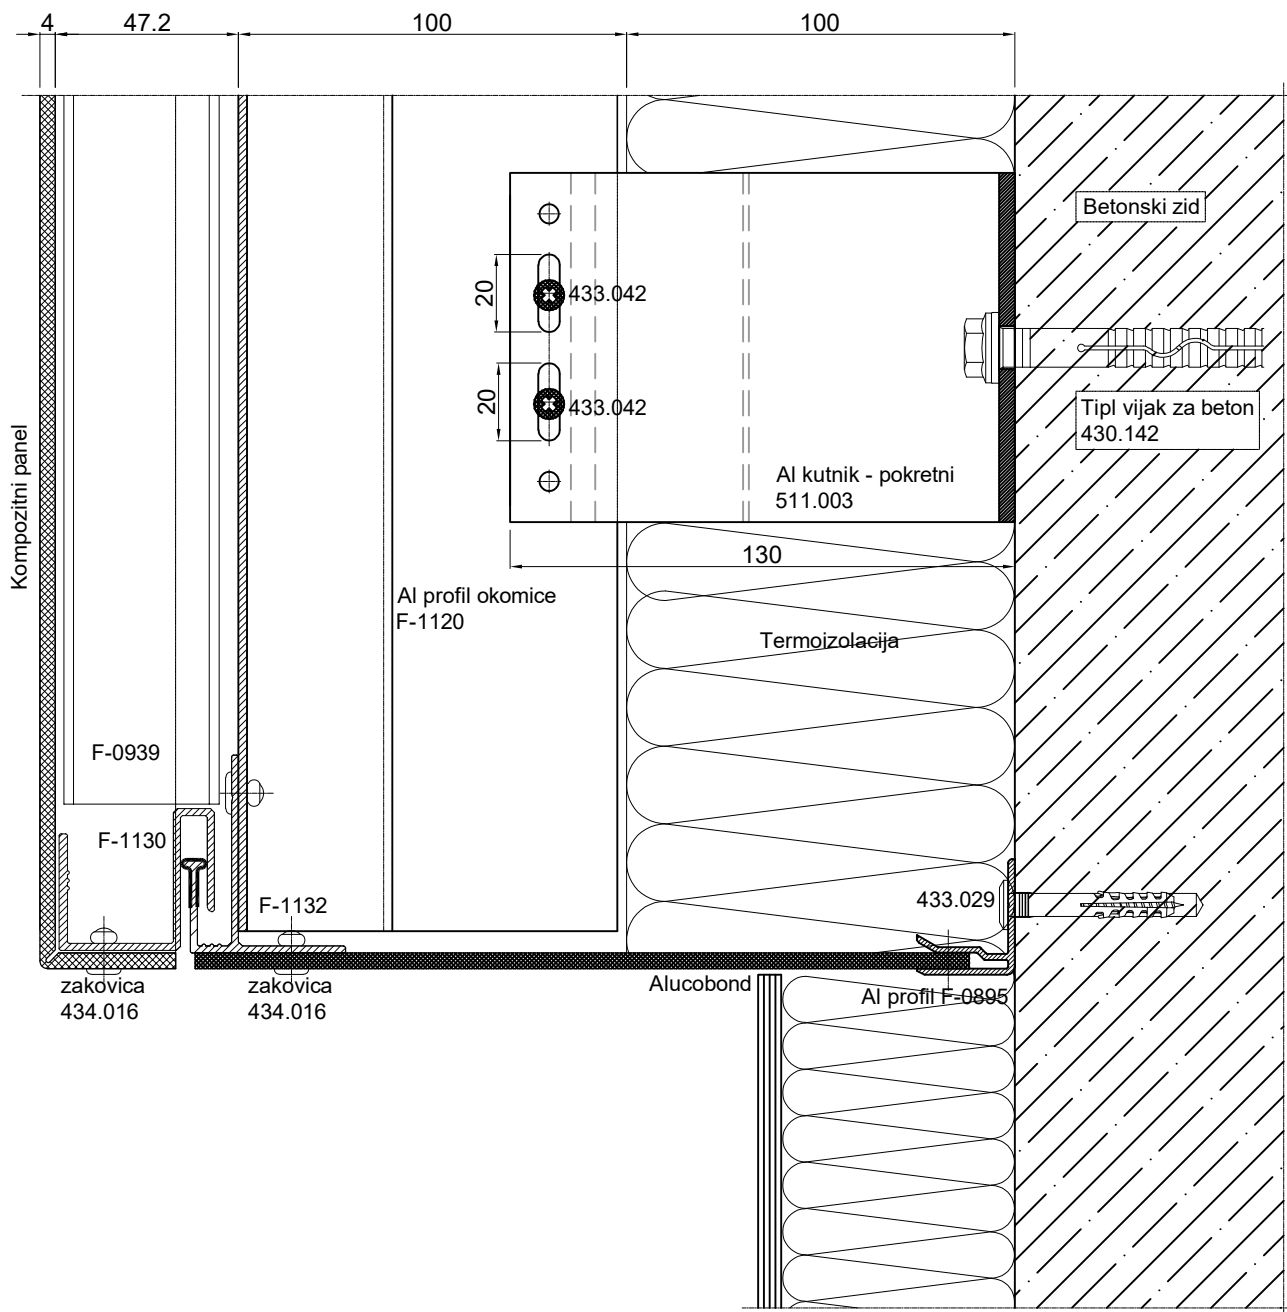 4
47.2
100
100
Betonski zid
20
433.042
20
433.042
Tipl vijak za beton
430.142
Al kutnik - pokretni
511.003
Kompozitni panel
130
Al profil okomice
F-1120
Termoizolacija
F-0939
F-1130
F-1132
433.029
zakovica
434.016
zakovica
434.016
Alucobond
Al profil F-0895